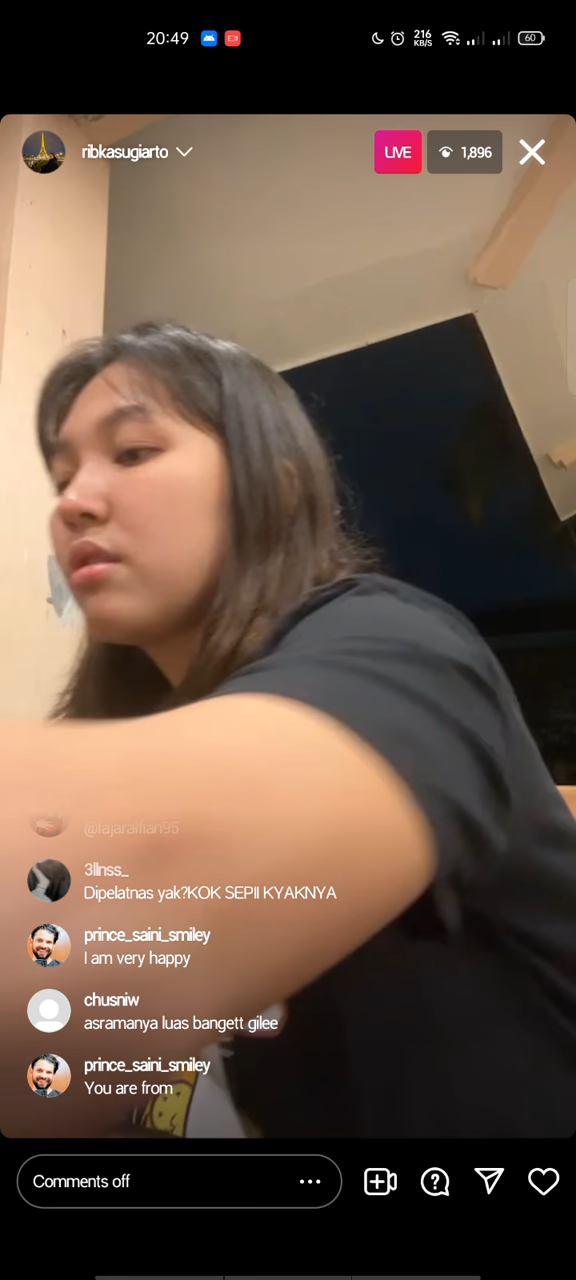 20:49
216
KB/S
60
ribkasugiarto
LIVE
1,896
@fajaralfian95
3llnss_
Dipelatnas yak?KOK SEPII KYAKNYA
prince_saini_smiley
I am very happy
chusniw
asramanya luas bangett gilee
prince_saini_smiley
You are from
Comments off